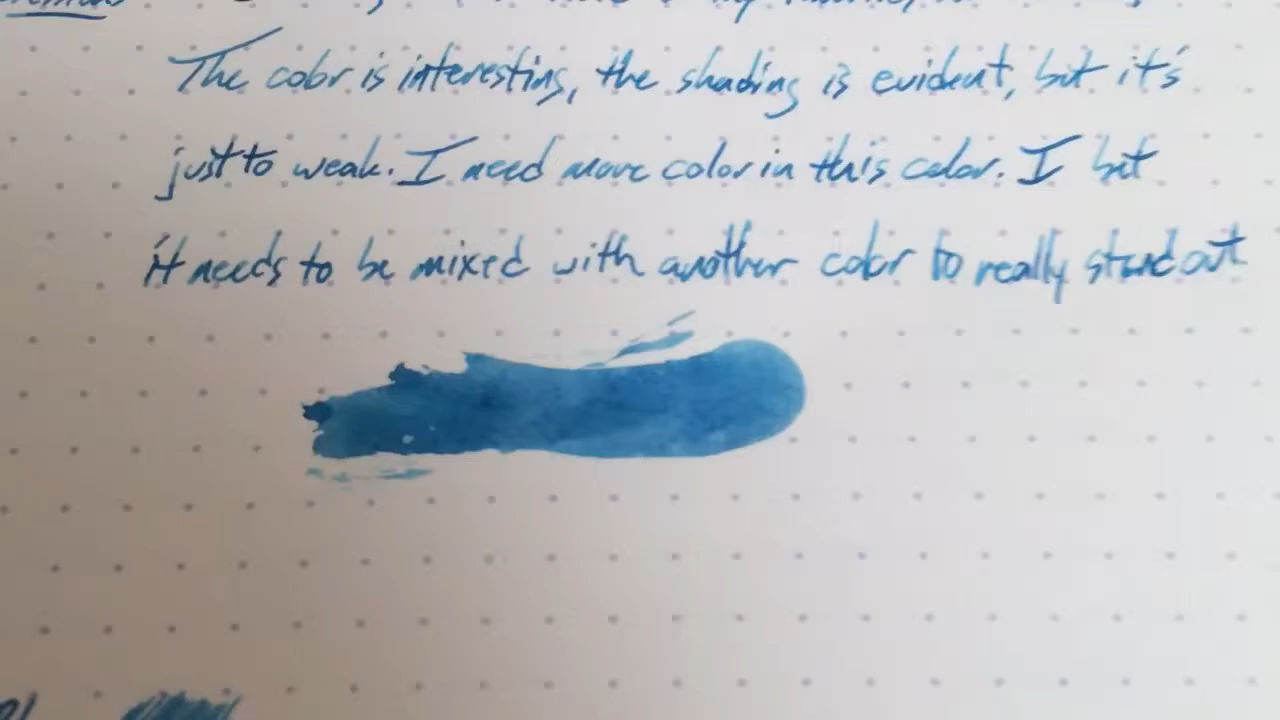 The color is interesting, the shading is evident, but it's
just to weak. I need more color in this color. I bet
it needs to be mixed with another color to really stand out